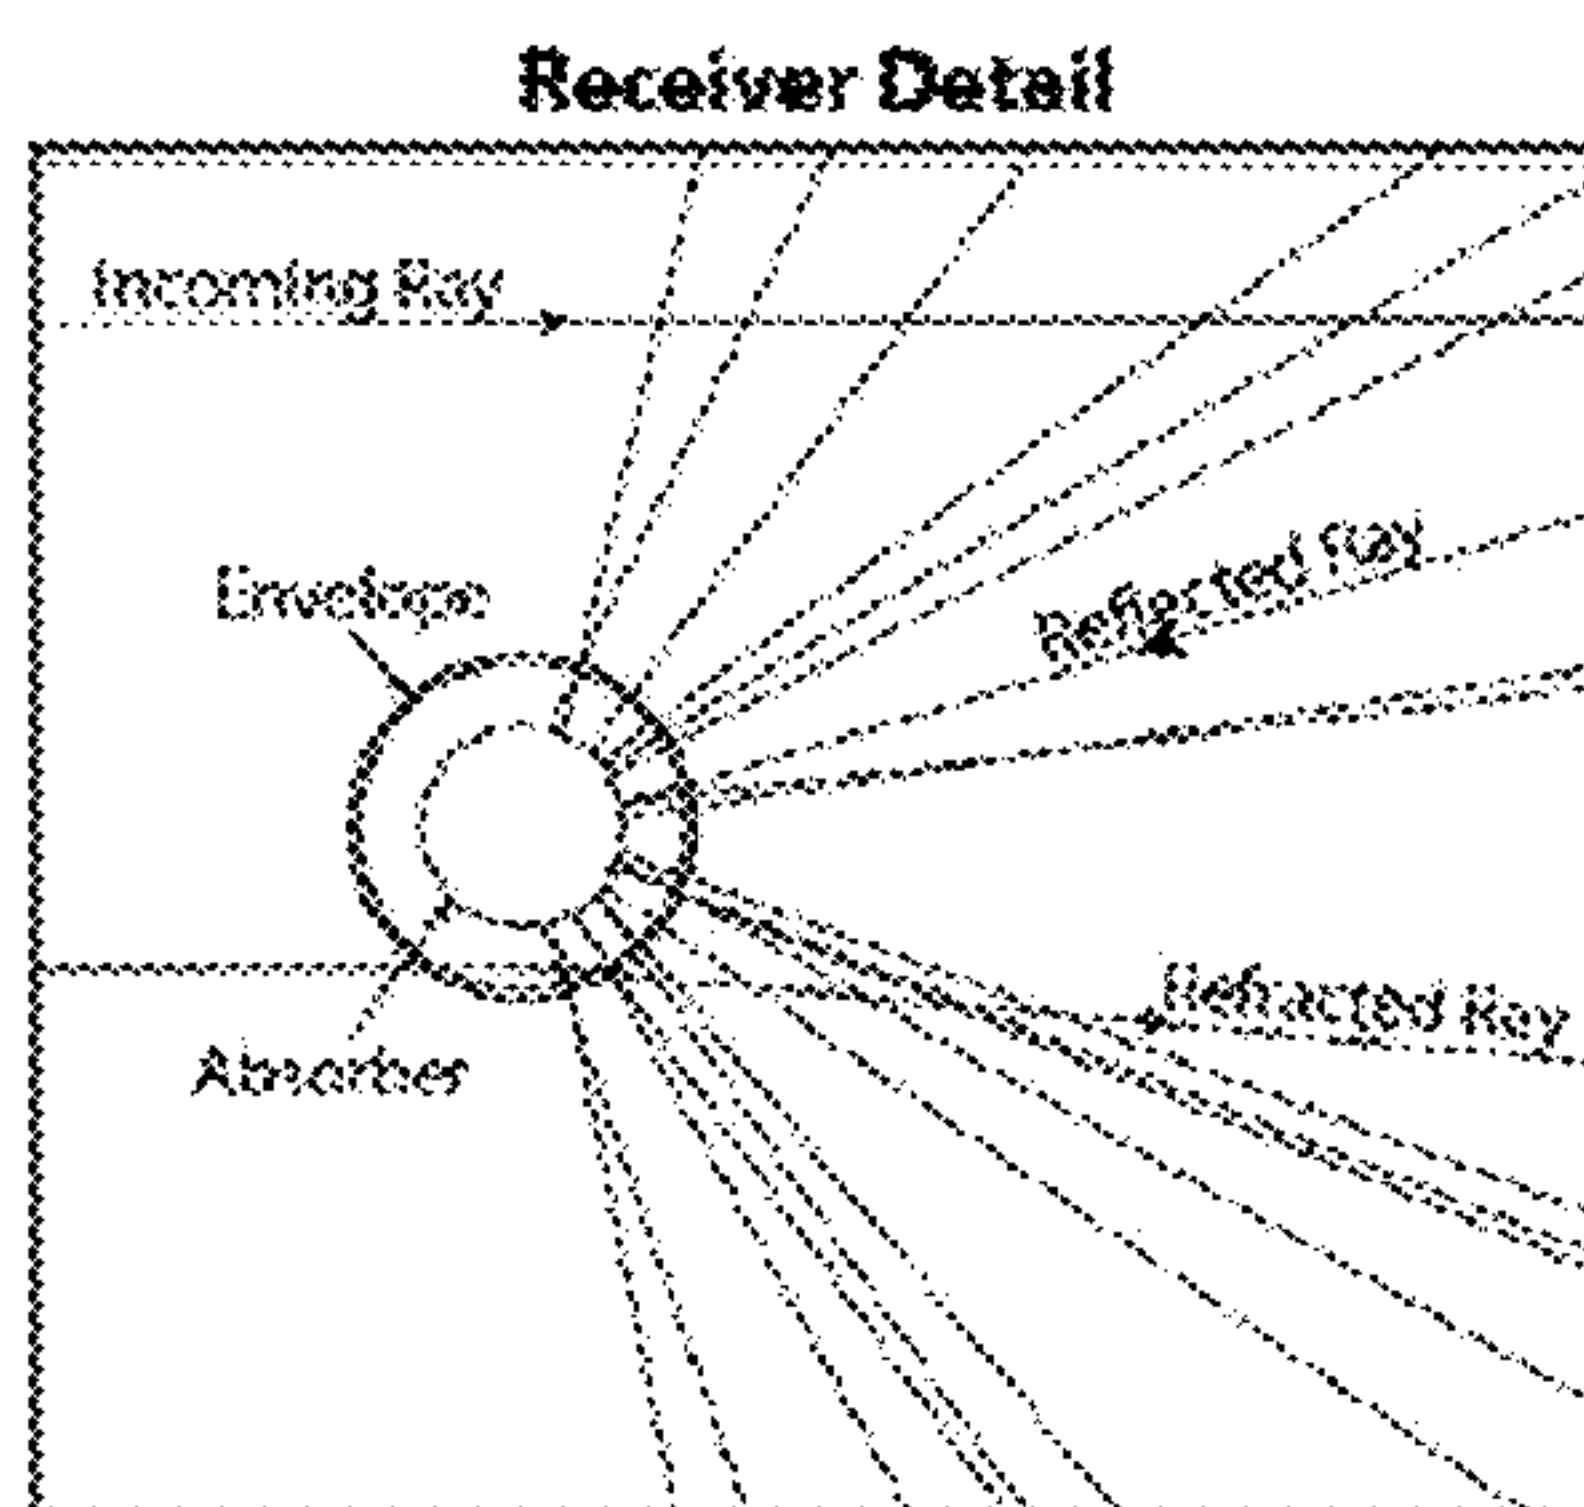 Receiver Detail
Incoming Ray
Reflected Ray
Envelope
Refracted Ray
Absorber